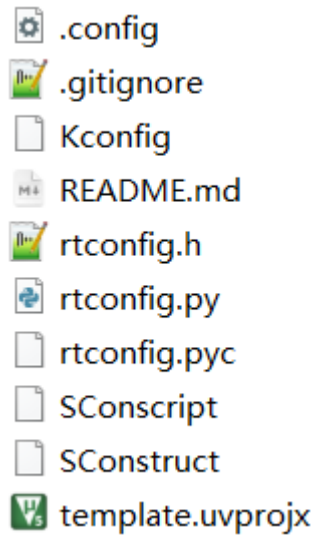 .config
.gitignore
Kconfig
README.md
rtconfig.h
rtconfig.py
rtconfig.pyc
SConscript
SConstruct
template.uvprojx